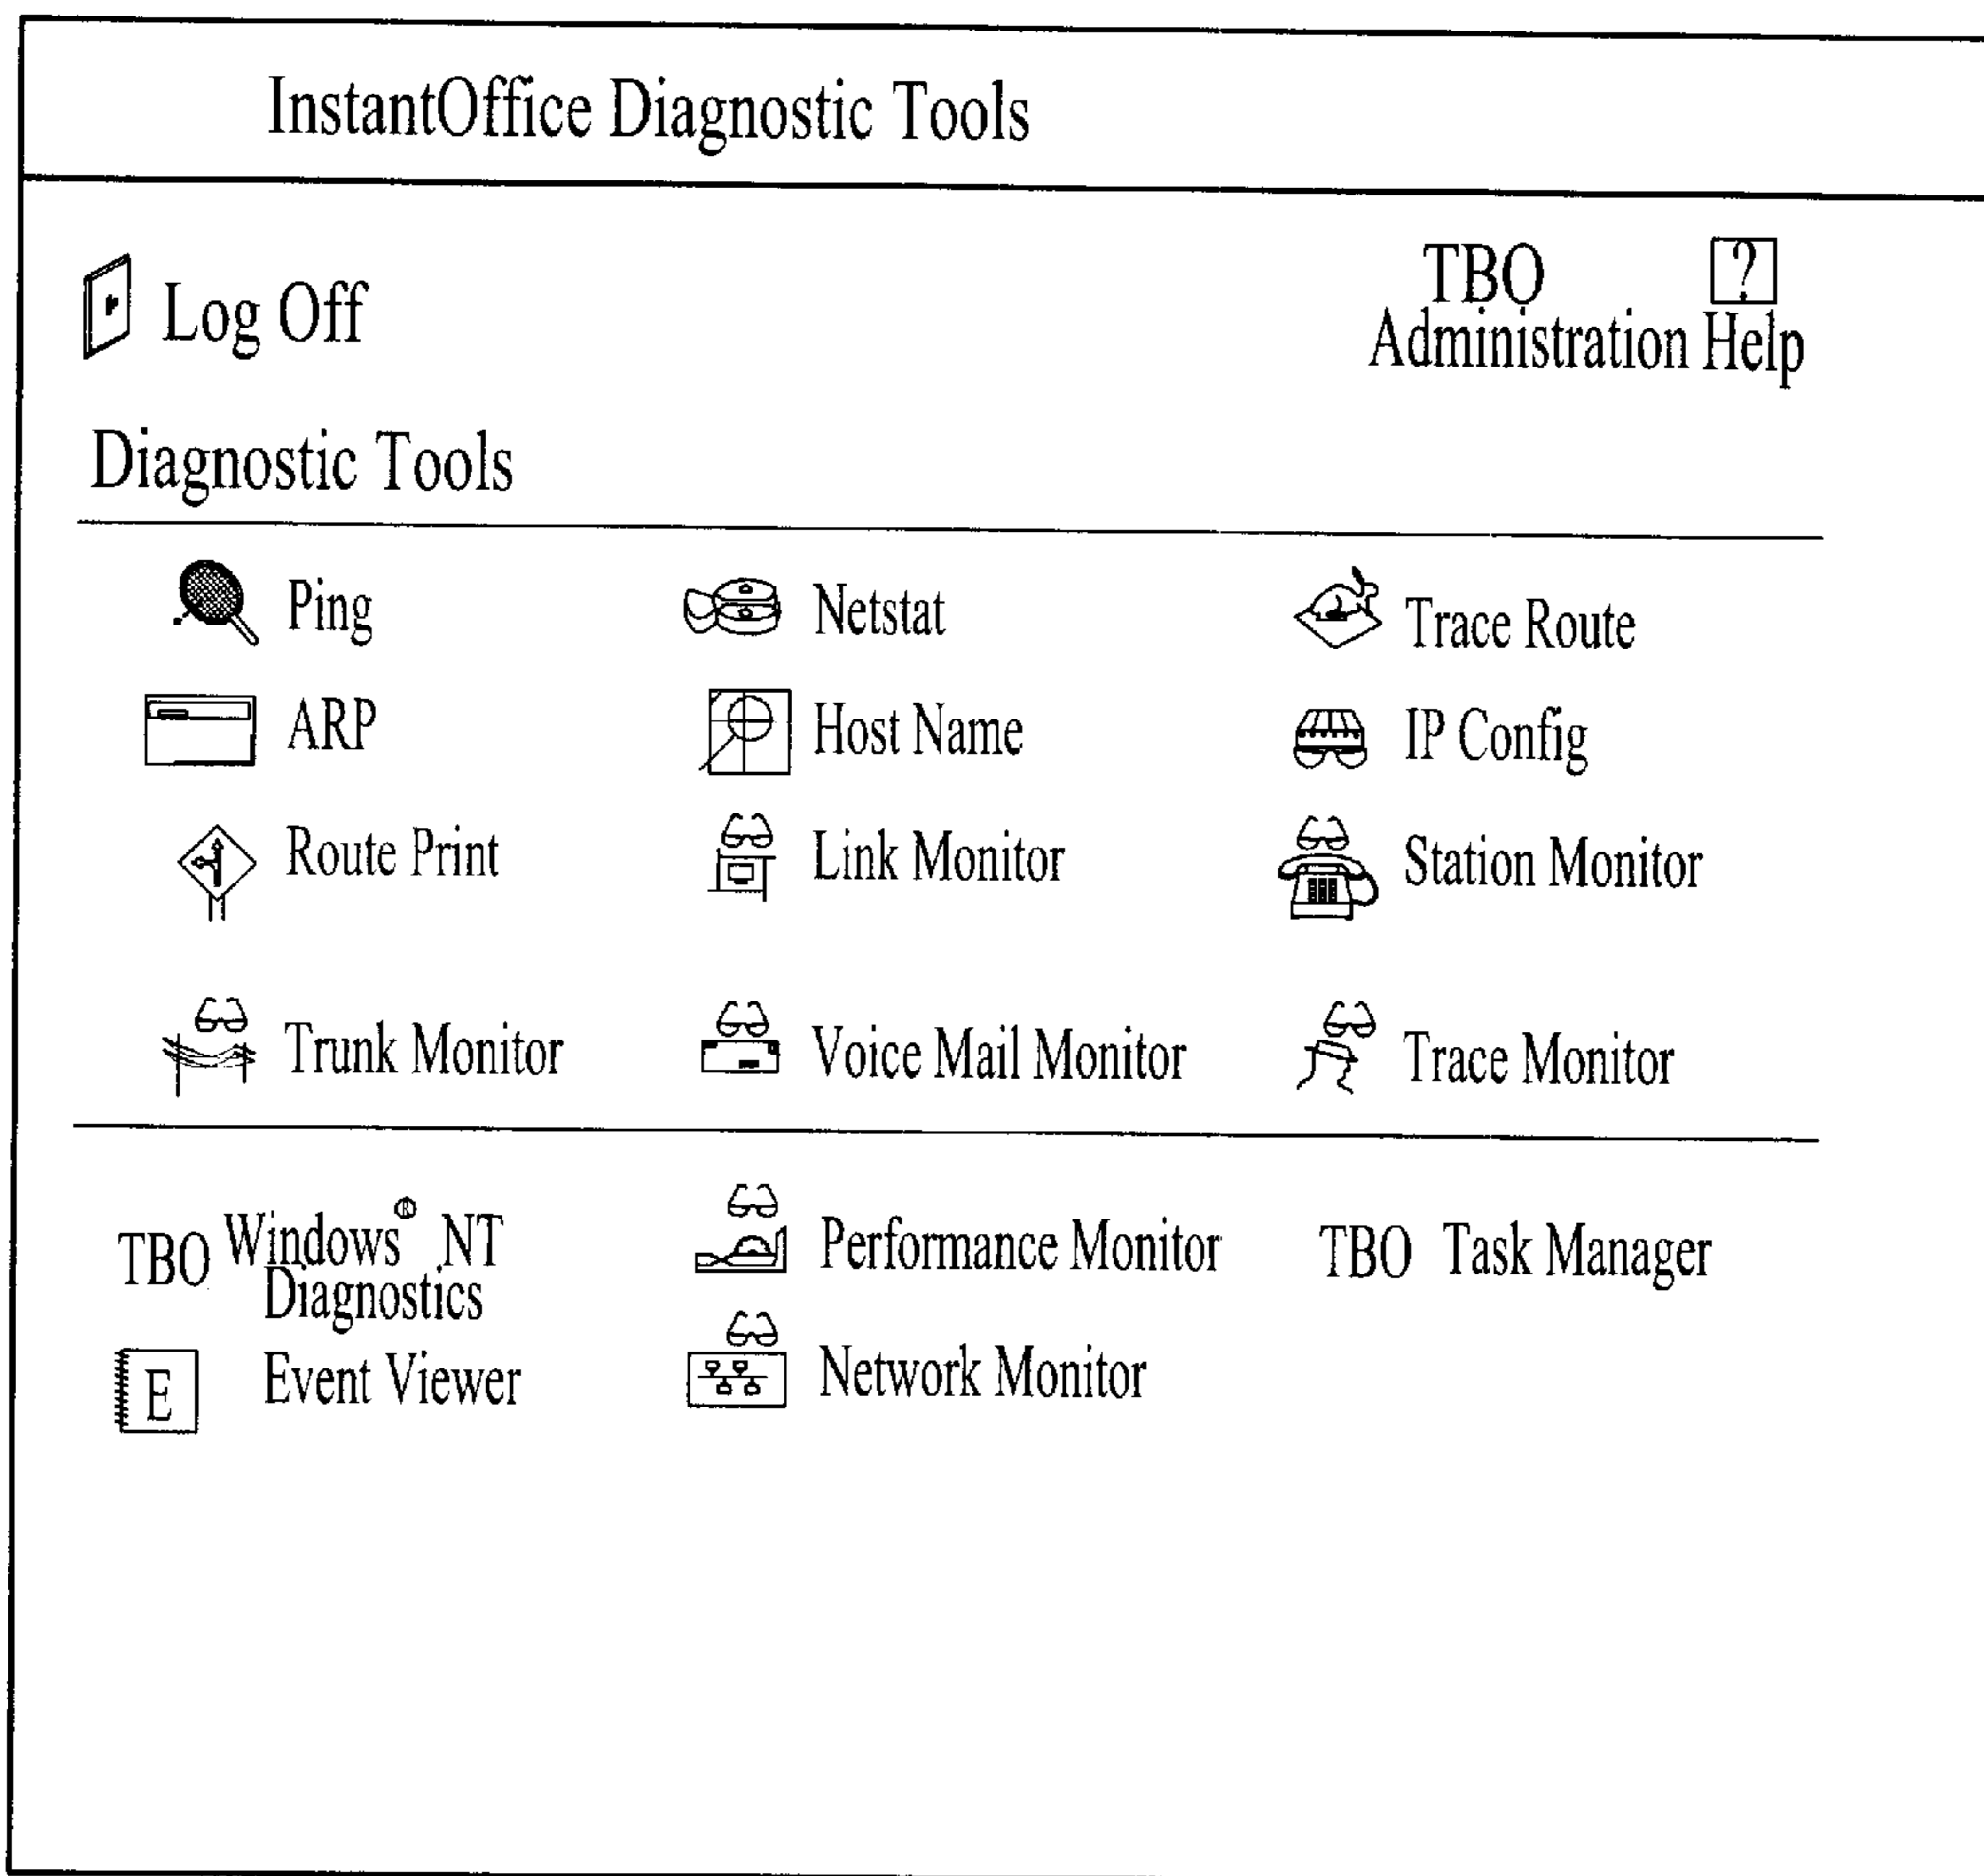 InstantOffice Diagnostic Tools
Log Off
TBO
?
Administration Help
Diagnostic Tools
Ping
Netstat
Trace Route
ARP
Host Name
IP Config
Route Print
Link Monitor
Station Monitor
Trunk Monitor
Voice Mail Monitor
Trace Monitor
TBO Windows® NT
Diagnostics
Performance Monitor
TBO Task Manager
E Event Viewer
Network Monitor